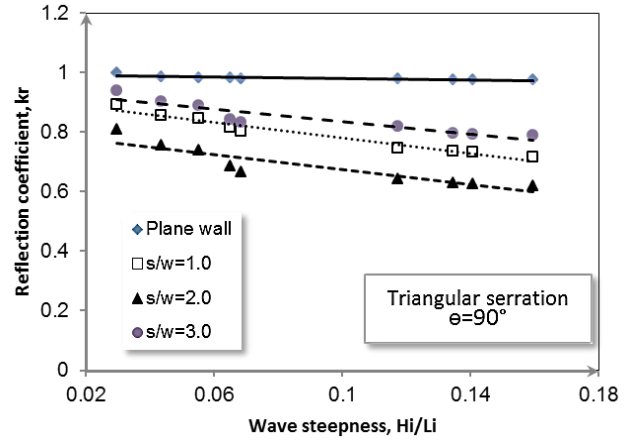 1.2
1
0.8
0.6
0.4
0.2
0
Reflection coefficient, kr
Plane wall
s/w=1.0
s/w=2.0
s/w=3.0
Triangular serration
ɵ=90°
0.02
0.06
0.1
0.14
0.18
Wave steepness, Hi/Li